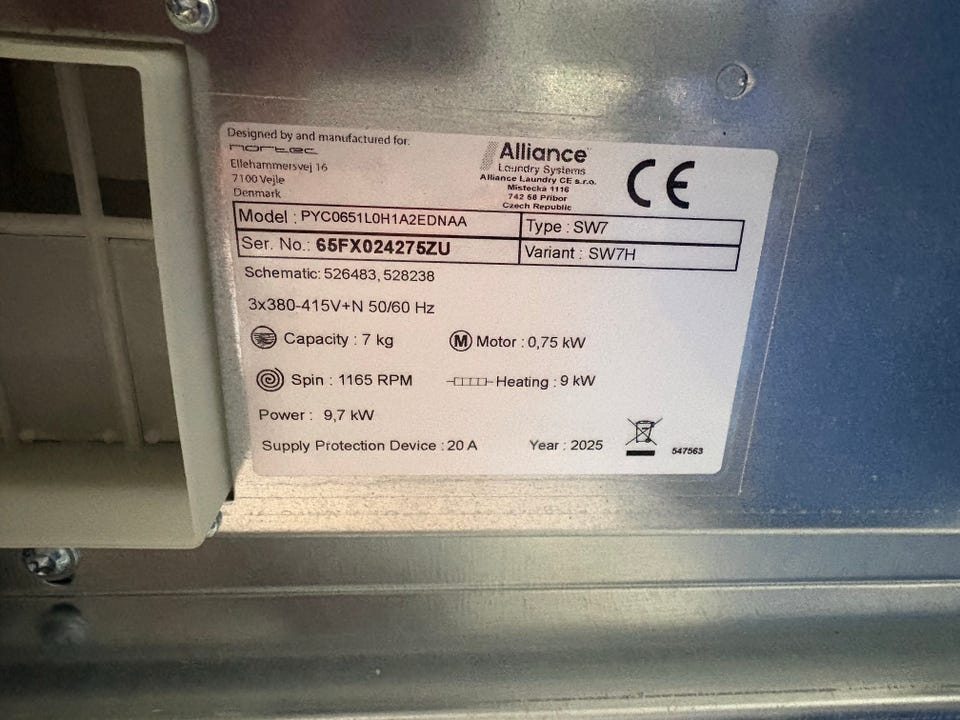 Designed by and manufactured for:
nortec
Ellehammersvej 16
7100 Vejle
Denmark
Alliance
Laundry Systems
Alliance Laundry CE s.r.o.
Mistecka 1116
742 58 Pribor
Czech Republic
CE
Model : PYC0651L0H1A2EDNAA
Type : SW7
Ser. No.: 65FX024275ZU
Variant : SW7H
Schematic: 526483, 528238
3x380-415V+N 50/60 Hz
Capacity : 7 kg
M Motor : 0,75 kW
Spin : 1165 RPM
Heating : 9 kW
Power : 9,7 kW
Supply Protection Device : 20 A
Year : 2025
547563